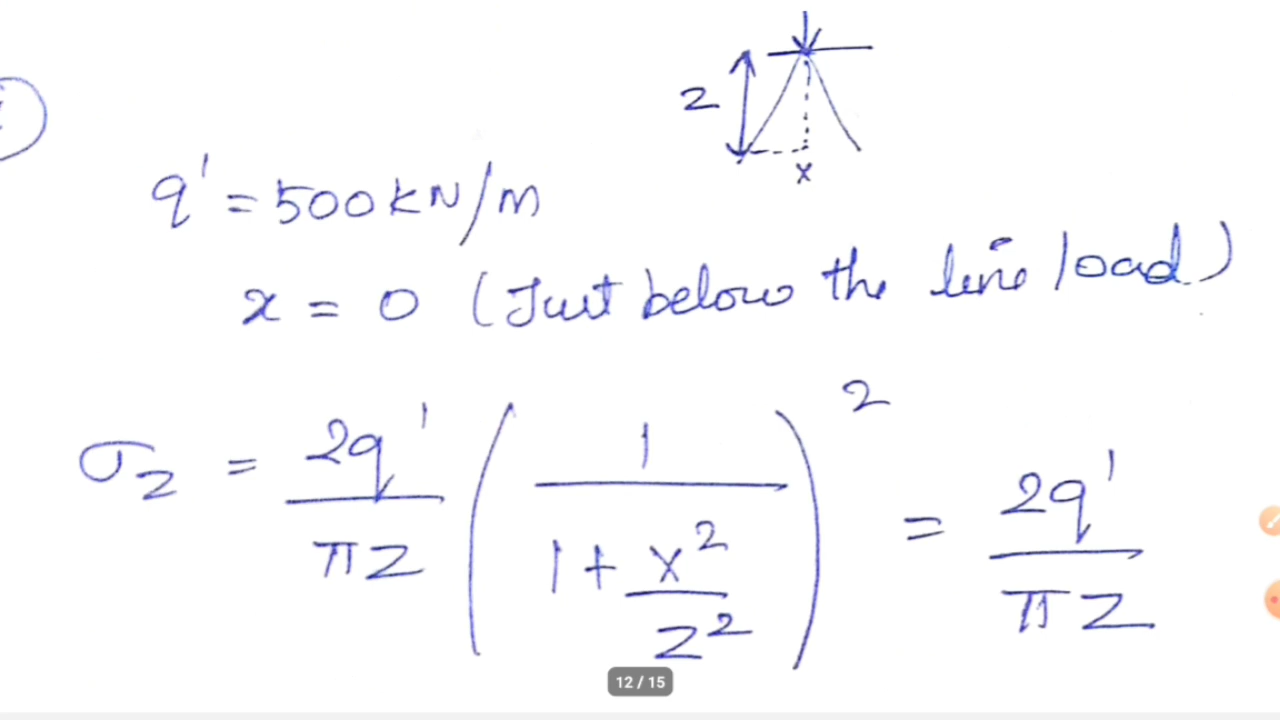 z
x
q' = 500 kN/m
x = 0 (Just below the line load)
σz = 2q'/πz (1/(1 + x²/z²))² = 2q'/πz
12 / 15